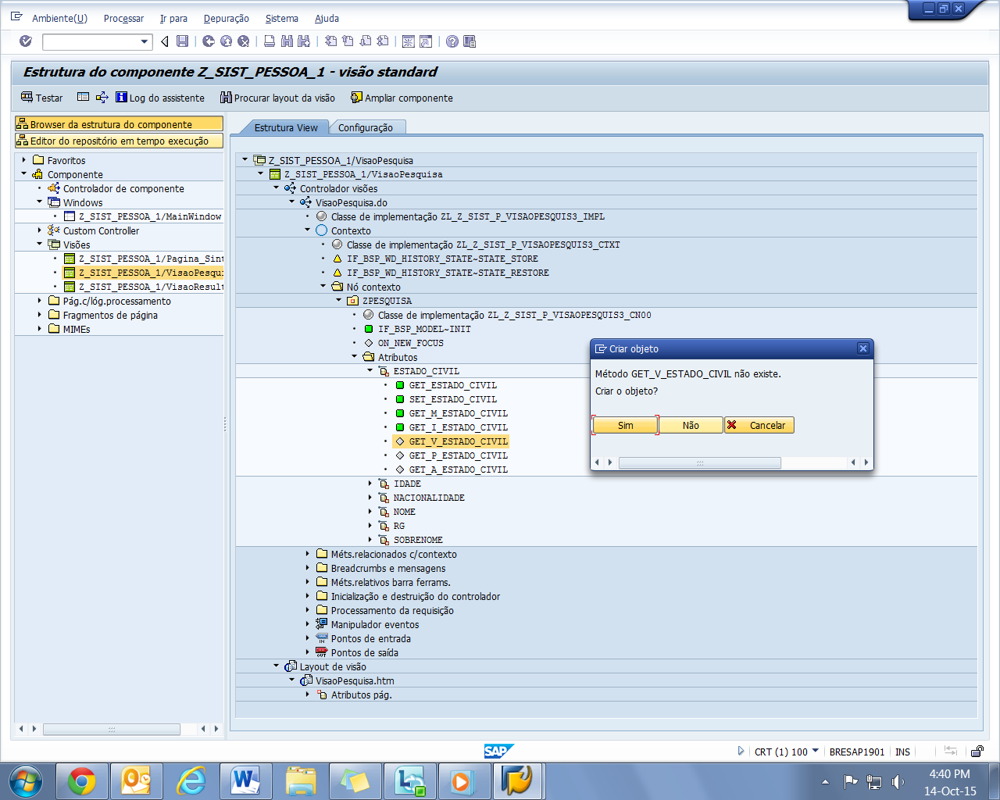 Ambiente(U) Processar Ir para Depuração Sistema Ajuda
Estrutura do componente Z_SIST_PESSOA_1 - visão standard
Testar Log do assistente Procurar layout da visão Ampliar componente
Browser da estrutura do componente
Editor do repositório em tempo execução
Favoritos
Componente
Controlador de componente
Windows
Z_SIST_PESSOA_1/MainWindow
Custom Controller
Visões
Z_SIST_PESSOA_1/Pagina_Sint
Z_SIST_PESSOA_1/VisaoPesqui
Z_SIST_PESSOA_1/VisaoResult
Pág.c/lóg.processamento
Fragmentos de página
MIMEs
Estrutura View Configuração
Z_SIST_PESSOA_1/VisaoPesquisa
Z_SIST_PESSOA_1/VisaoPesquisa
Controlador visões
VisaoPesquisa.do
Classe de implementação ZL_Z_SIST_P_VISAOPESQUIS3_IMPL
Contexto
Classe de implementação ZL_Z_SIST_P_VISAOPESQUIS3_CTXT
IF_BSP_WD_HISTORY_STATE~STATE_STORE
IF_BSP_WD_HISTORY_STATE~STATE_RESTORE
Nó contexto
ZPESQUISA
Classe de implementação ZL_Z_SIST_P_VISAOPESQUIS3_CN00
IF_BSP_MODEL~INIT
ON_NEW_FOCUS
Atributos
ESTADO_CIVIL
GET_ESTADO_CIVIL
SET_ESTADO_CIVIL
GET_M_ESTADO_CIVIL
GET_I_ESTADO_CIVIL
GET_V_ESTADO_CIVIL
GET_P_ESTADO_CIVIL
GET_A_ESTADO_CIVIL
IDADE
NACIONALIDADE
NOME
RG
SOBRENOME
Méts.relacionados c/contexto
Breadcrumbs e mensagens
Méts.relativos barra ferrams.
Inicialização e destruição do controlador
Processamento da requisição
Manipulador eventos
IN Pontos de entrada
OUT Pontos de saída
Layout de visão
VisaoPesquisa.htm
Atributos pág.
Criar objeto
Método GET_V_ESTADO_CIVIL não existe.
Criar o objeto?
Sim Não Cancelar
SAP
CRT (1) 100 BRESAP1901 INS
4:40 PM
14-Oct-15